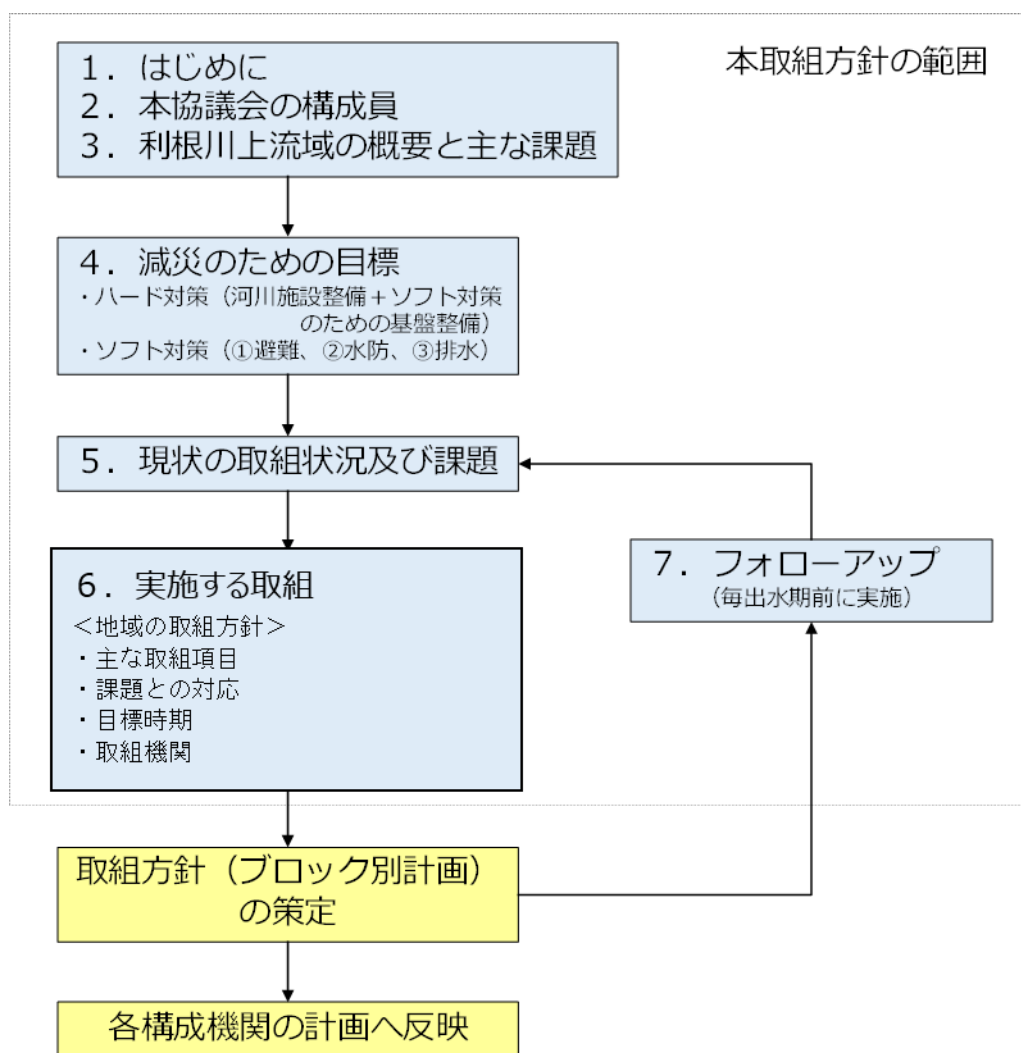 本取組方針の範囲
1．はじめに
2．本協議会の構成員
3．利根川上流域の概要と主な課題
4．減災のための目標
・ハード対策（河川施設整備＋ソフト対策
のための基盤整備）
・ソフト対策（①避難、②水防、③排水）
5．現状の取組状況及び課題
6．実施する取組
＜地域の取組方針＞
・主な取組項目
・課題との対応
・目標時期
・取組機関
7．フォローアップ
（毎出水期前に実施）
取組方針（ブロック別計画）
の策定
各構成機関の計画へ反映